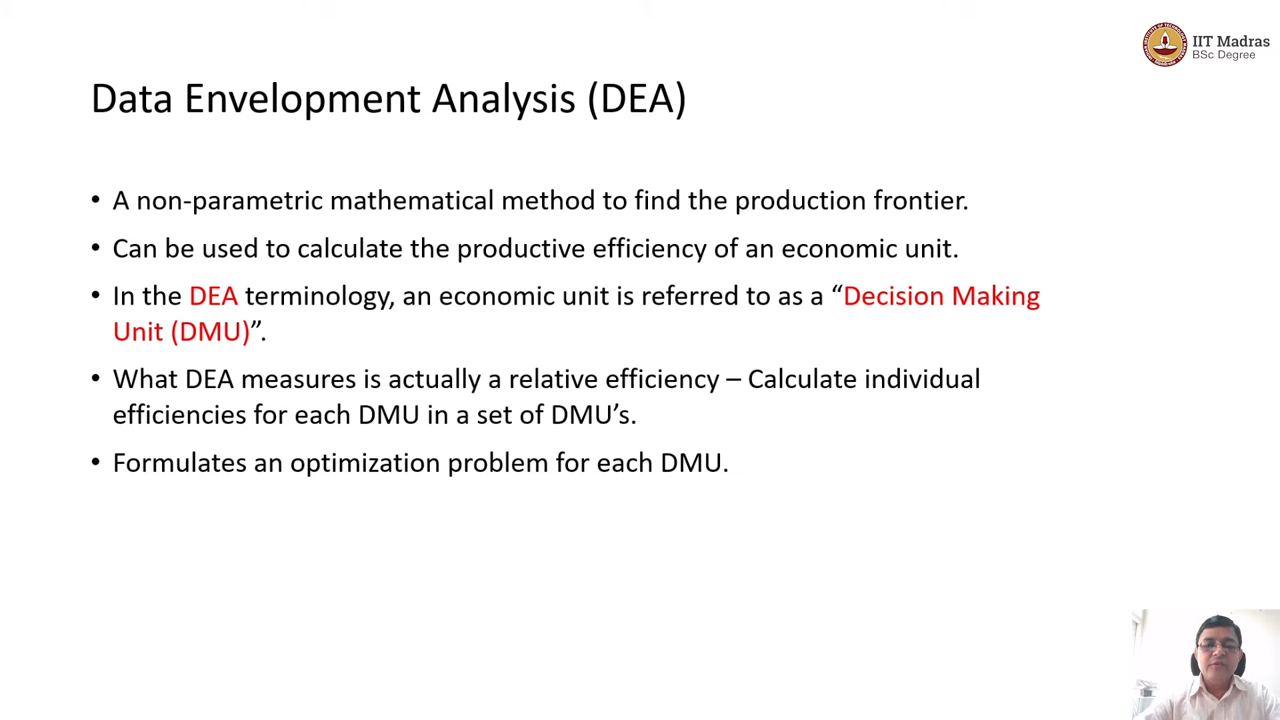 IIT Madras
BSc Degree
Data Envelopment Analysis (DEA)
• A non-parametric mathematical method to find the production frontier.
• Can be used to calculate the productive efficiency of an economic unit.
• In the DEA terminology, an economic unit is referred to as a “Decision Making
Unit (DMU)”.
• What DEA measures is actually a relative efficiency – Calculate individual
efficiencies for each DMU in a set of DMU’s.
• Formulates an optimization problem for each DMU.